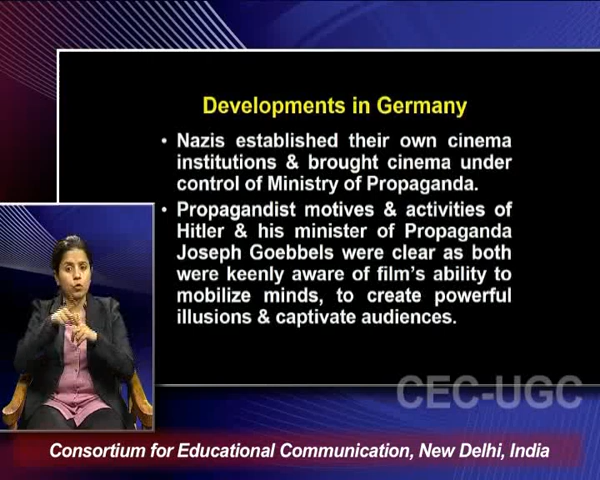 Developments in Germany
• Nazis established their own cinema
institutions & brought cinema under
control of Ministry of Propaganda.
• Propagandist motives & activities of
Hitler & his minister of Propaganda
Joseph Goebbels were clear as both
were keenly aware of film's ability to
mobilize minds, to create powerful
illusions & captivate audiences.
CEC-UGC
Consortium for Educational Communication, New Delhi, India